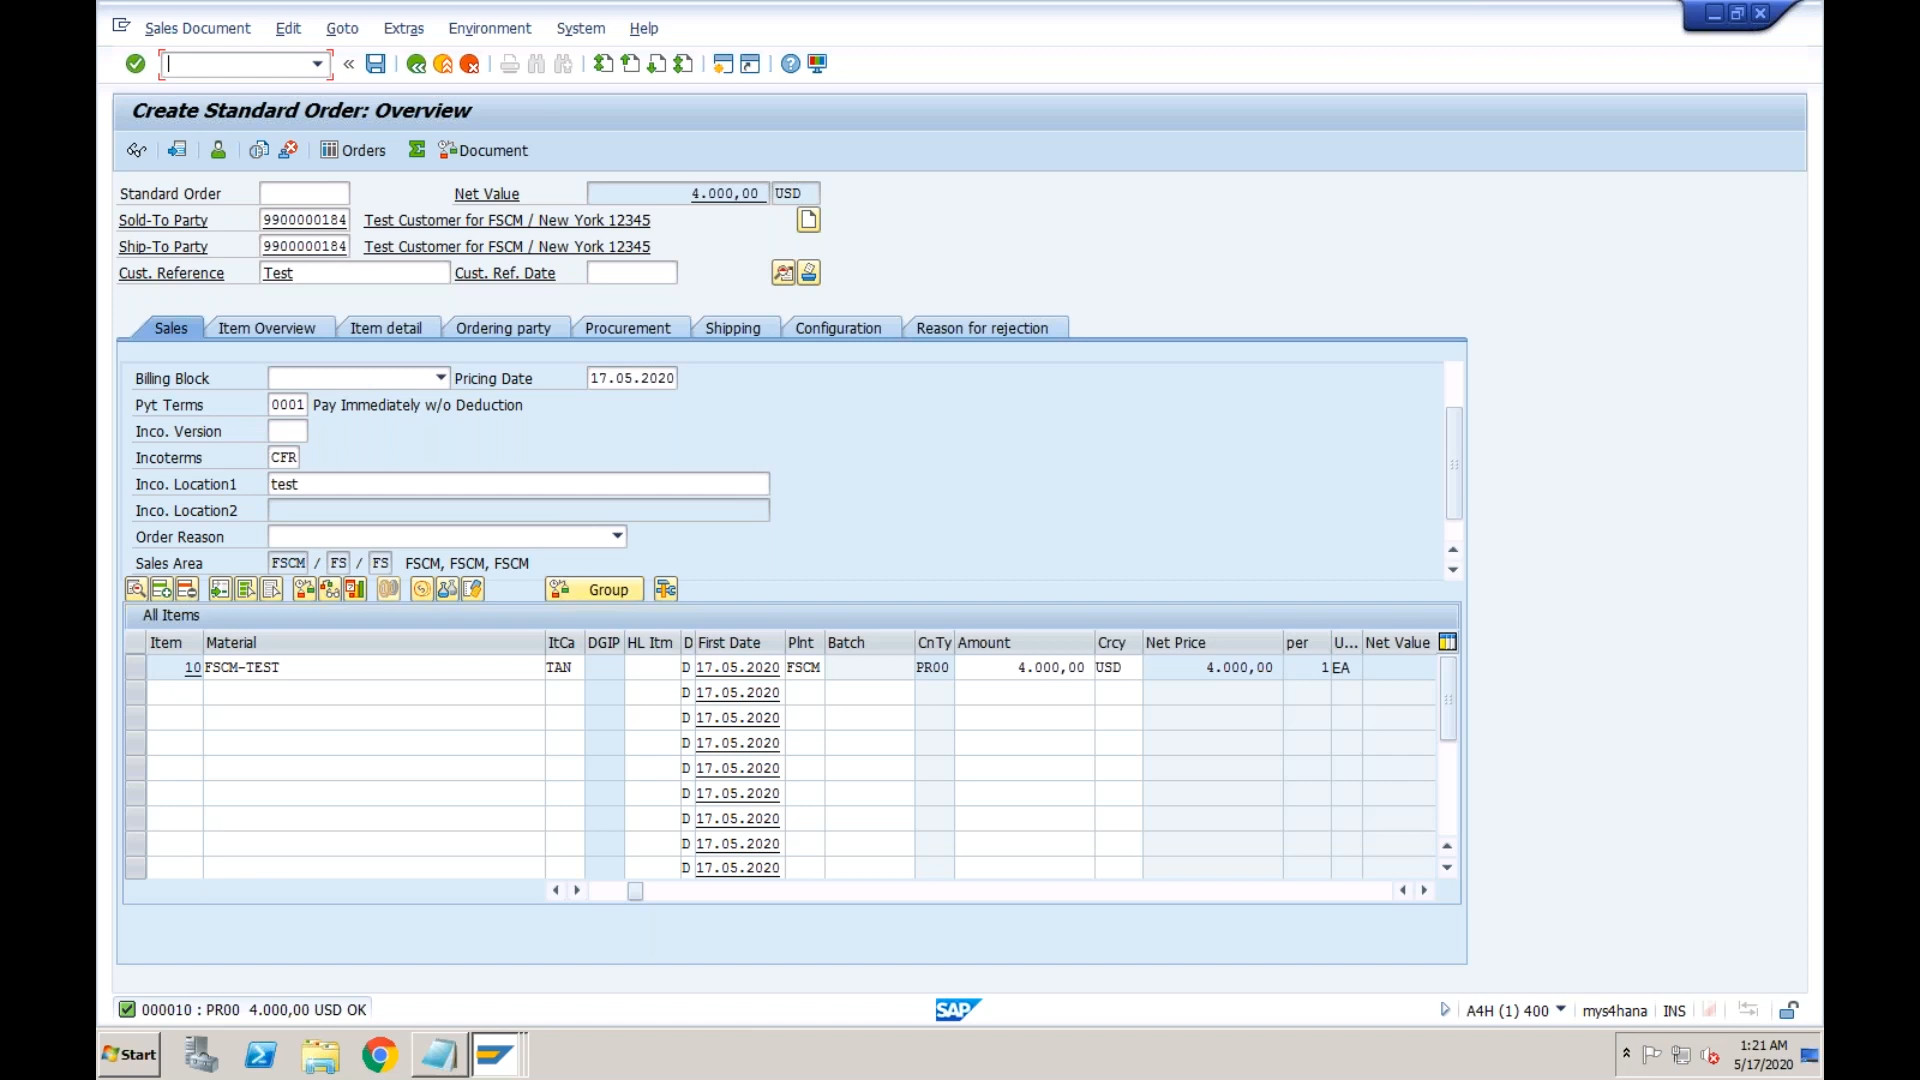 Sales Document Edit Goto Extras Environment System Help
Create Standard Order: Overview
Orders Document
Standard Order Net Value 4.000,00 USD
Sold-To Party 9900000184 Test Customer for FSCM / New York 12345
Ship-To Party 9900000184 Test Customer for FSCM / New York 12345
Cust. Reference Test Cust. Ref. Date
Sales Item Overview Item detail Ordering party Procurement Shipping Configuration Reason for rejection
Billing Block Pricing Date 17.05.2020
Pyt Terms 0001 Pay Immediately w/o Deduction
Inco. Version
Incoterms CFR
Inco. Location1 test
Inco. Location2
Order Reason
Sales Area FSCM / FS / FS FSCM, FSCM, FSCM
Group
All Items
Item Material ItCa DGIP HL Itm D First Date Plnt Batch CnTy Amount Crcy Net Price per U... Net Value
10 FSCM-TEST TAN D 17.05.2020 FSCM PR00 4.000,00 USD 4.000,00 1 EA
D 17.05.2020
D 17.05.2020
D 17.05.2020
D 17.05.2020
D 17.05.2020
D 17.05.2020
D 17.05.2020
D 17.05.2020
000010 : PR00 4.000,00 USD OK SAP A4H (1) 400 mys4hana INS
Start 1:21 AM
5/17/2020